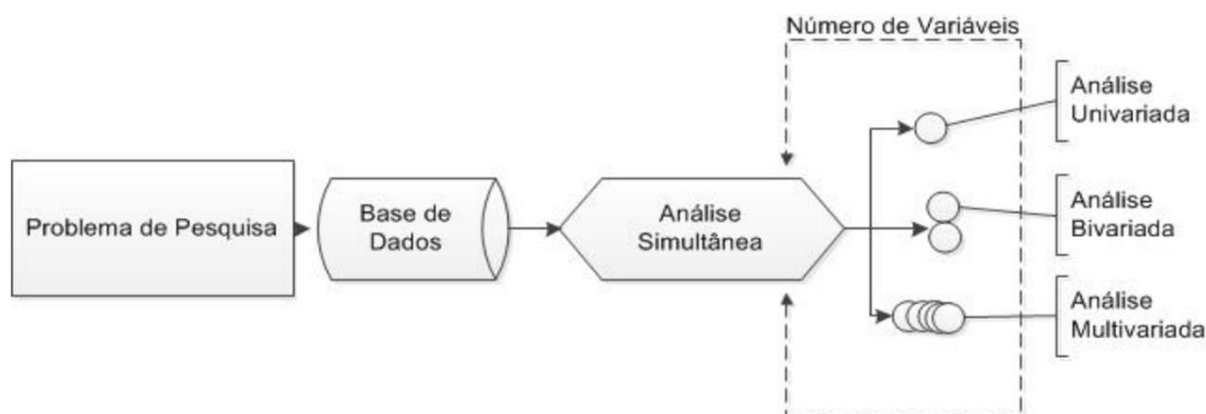 Número de Variáveis
Problema de Pesquisa
Base de
Dados
Análise
Simultânea
Análise
Univariada
Análise
Bivariada
Análise
Multivariada